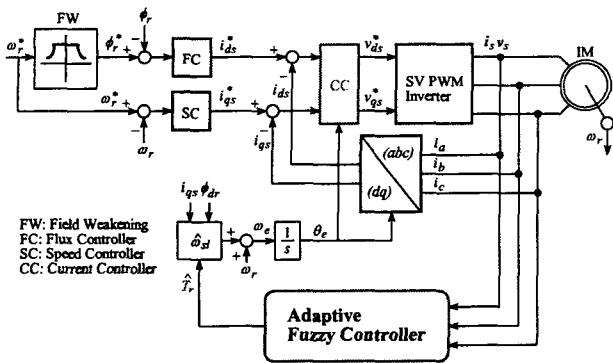 FW
ϕ_r
IM
ω_r^*
ϕ_r^*
FC
i_ds^*
v_ds^*
i_s v_s
SV PWM
Inverter
CC
i_ds
ω_r^*
SC
i_qs^*
v_qs^*
ω_r
i_qs
ω_r
(abc)
(dq)
i_a
i_b
i_c
i_qs ϕ_dr
ω̂_sl
ω_e
ω_r
1
s
θ_e
T̂_r
FW: Field Weakening
FC: Flux Controller
SC: Speed Controller
CC: Current Controller
Adaptive
Fuzzy Controller